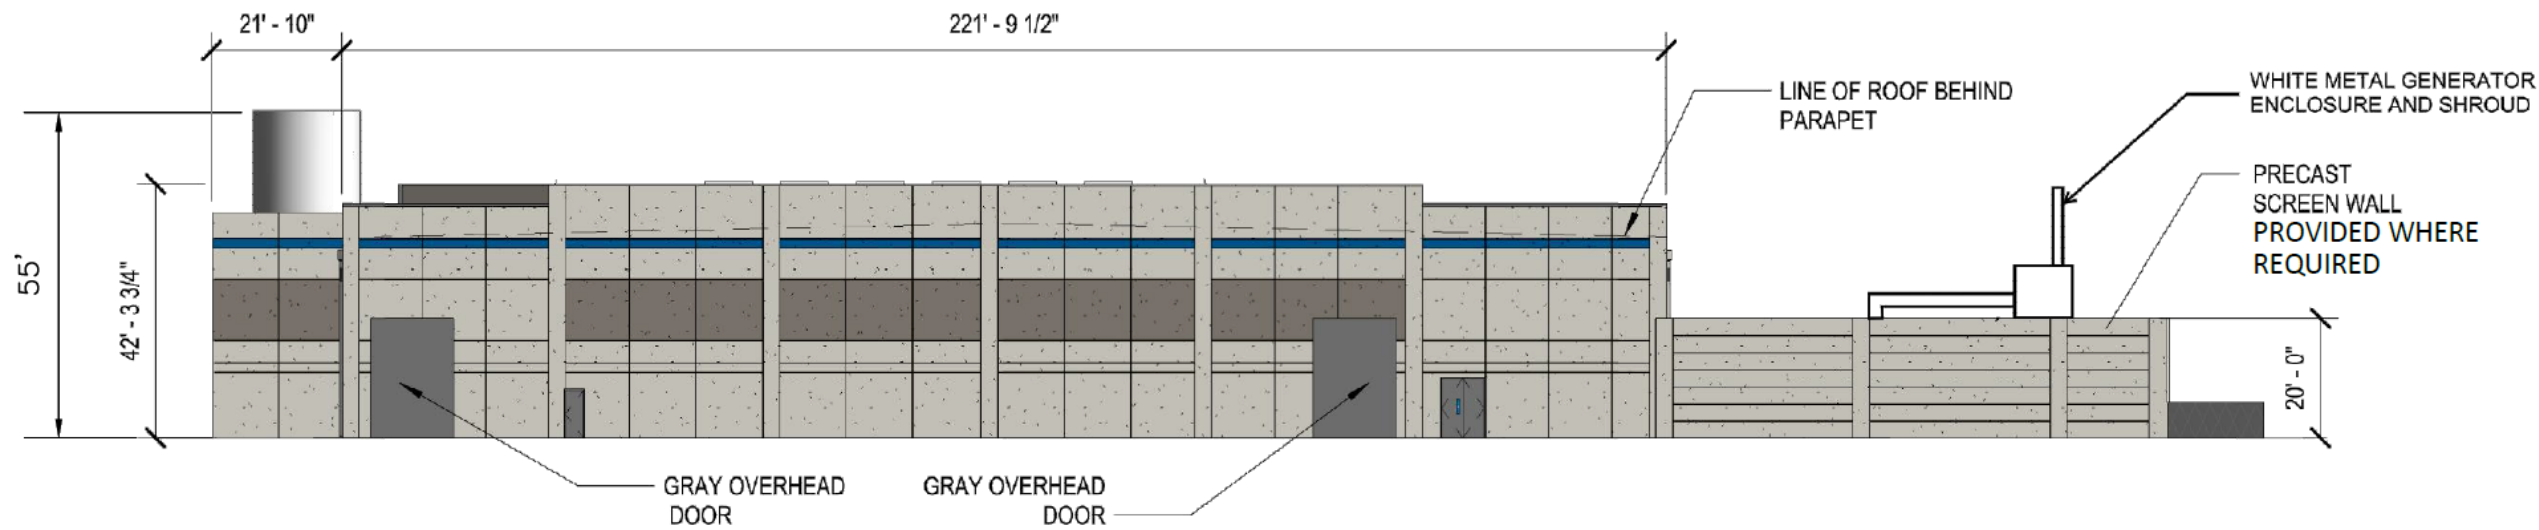 21' - 10"
221' - 9 1/2"
LINE OF ROOF BEHIND
PARAPET
WHITE METAL GENERATOR
ENCLOSURE AND SHROUD
PRECAST
SCREEN WALL
PROVIDED WHERE
REQUIRED
55'
42' - 3 3/4"
20' - 0"
GRAY OVERHEAD
DOOR
GRAY OVERHEAD
DOOR